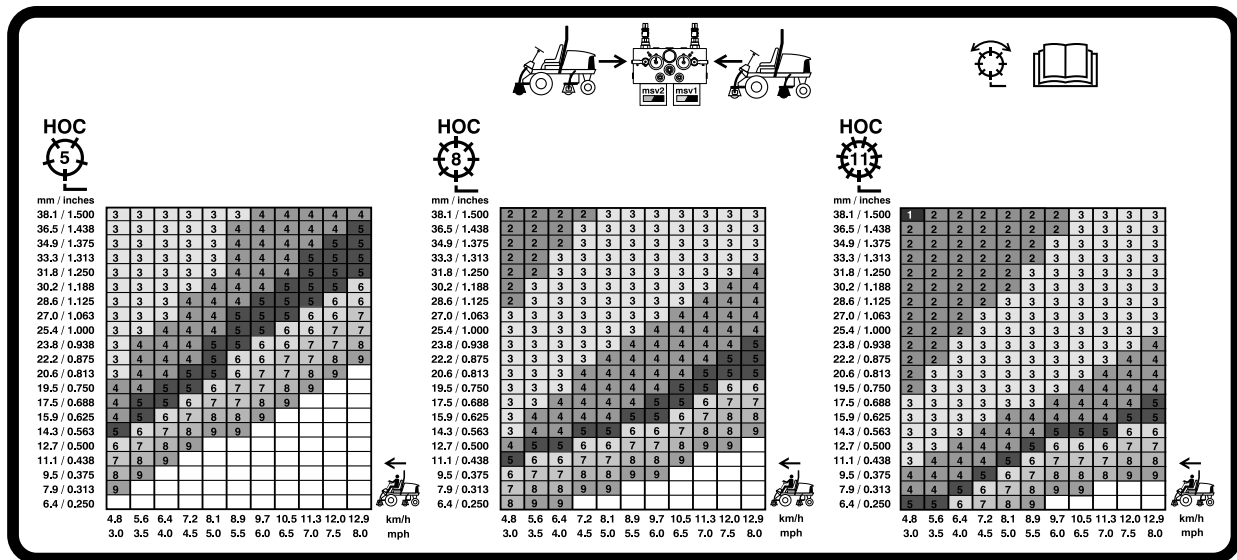 HOC
5
mm / inches
38.1 / 1.500 3 3 3 3 3 3 4 4 4 4 4
36.5 / 1.438 3 3 3 3 3 4 4 4 4 4 5
34.9 / 1.375 3 3 3 3 3 4 4 4 4 5 5
33.3 / 1.313 3 3 3 3 3 4 4 4 5 5 5
31.8 / 1.250 3 3 3 3 3 4 4 4 5 5 5
30.2 / 1.188 3 3 3 3 4 4 4 5 5 5 6
28.6 / 1.125 3 3 3 3 4 4 5 5 5 6 6
27.0 / 1.063 3 3 3 4 4 5 5 5 6 6 7
25.4 / 1.000 3 3 4 4 4 5 5 6 6 7 7
23.8 / 0.938 3 4 4 4 5 5 6 6 7 7 8
22.2 / 0.875 3 4 4 4 5 6 6 7 7 8 9
20.6 / 0.813 3 4 4 4 5 6 6 7 8 9
19.5 / 0.750 4 4 5 5 6 7 7 8 9
17.5 / 0.688 4 5 5 6 7 7 8 9
15.9 / 0.625 4 5 6 7 8 8 9
14.3 / 0.563 5 6 7 8 9 9
12.7 / 0.500 6 7 8 9
11.1 / 0.438 7 8 9
9.5 / 0.375 8 9
7.9 / 0.313 9
6.4 / 0.250
4.8 5.6 6.4 7.2 8.1 8.9 9.7 10.5 11.3 12.0 12.9 km/h
3.0 3.5 4.0 4.5 5.0 5.5 6.0 6.5 7.0 7.5 8.0 mph
msv2 msv1
HOC
8
mm / inches
38.1 / 1.500 2 2 2 2 3 3 3 3 3 3 3
36.5 / 1.438 2 2 2 3 3 3 3 3 3 3 3
34.9 / 1.375 2 2 2 3 3 3 3 3 3 3 3
33.3 / 1.313 2 2 3 3 3 3 3 3 3 3 3
31.8 / 1.250 2 2 3 3 3 3 3 3 3 3 4
30.2 / 1.188 2 3 3 3 3 3 3 3 3 4 4
28.6 / 1.125 2 3 3 3 3 3 3 3 4 4 4
27.0 / 1.063 3 3 3 3 3 3 3 4 4 4 4
25.4 / 1.000 3 3 3 3 3 3 4 4 4 4 4
23.8 / 0.938 3 3 3 3 3 4 4 4 4 4 5
22.2 / 0.875 3 3 3 4 4 4 4 4 4 5 5
20.6 / 0.813 3 3 3 4 4 4 4 4 5 5 5
19.5 / 0.750 3 3 3 4 4 4 4 5 5 6 6
17.5 / 0.688 3 3 4 4 4 4 5 5 6 6 7
15.9 / 0.625 3 4 4 4 4 5 5 6 7 8 8
14.3 / 0.563 3 4 4 5 5 6 6 7 8 8 9
12.7 / 0.500 4 5 5 6 6 6 7 8 9 9
11.1 / 0.438 5 6 6 7 7 8 8 9
9.5 / 0.375 6 7 7 8 8 9 9
7.9 / 0.313 7 8 8 9 9
6.4 / 0.250 8 9 9
4.8 5.6 6.4 7.2 8.1 8.9 9.7 10.5 11.3 12.0 12.9 km/h
3.0 3.5 4.0 4.5 5.0 5.5 6.0 6.5 7.0 7.5 8.0 mph
HOC
11
mm / inches
38.1 / 1.500 1 2 2 2 2 2 2 3 3 3 3
36.5 / 1.438 2 2 2 2 2 2 2 3 3 3 3
34.9 / 1.375 2 2 2 2 2 2 3 3 3 3 3
33.3 / 1.313 2 2 2 2 2 2 3 3 3 3 3
31.8 / 1.250 2 2 2 2 2 3 3 3 3 3 3
30.2 / 1.188 2 2 2 2 2 3 3 3 3 3 3
28.6 / 1.125 2 2 2 2 3 3 3 3 3 3 3
27.0 / 1.063 2 2 2 3 3 3 3 3 3 3 3
25.4 / 1.000 2 2 2 3 3 3 3 3 3 3 3
23.8 / 0.938 2 2 3 3 3 3 3 3 3 3 4
22.2 / 0.875 2 2 3 3 3 3 3 3 3 4 4
20.6 / 0.813 2 3 3 3 3 3 3 3 4 4 4
19.5 / 0.750 2 3 3 3 3 3 3 4 4 4 4
17.5 / 0.688 3 3 3 3 3 3 4 4 4 4 5
15.9 / 0.625 3 3 3 3 4 4 4 4 5 5 5
14.3 / 0.563 3 3 3 4 4 4 5 5 5 6 6
12.7 / 0.500 3 3 4 4 4 5 6 6 6 7 7
11.1 / 0.438 3 4 4 4 5 6 6 7 7 8 8
9.5 / 0.375 4 4 4 5 6 7 7 8 8 9 9
7.9 / 0.313 4 4 5 6 7 8 9 9
6.4 / 0.250 5 5 6 7 8 9
4.8 5.6 6.4 7.2 8.1 8.9 9.7 10.5 11.3 12.0 12.9 km/h
3.0 3.5 4.0 4.5 5.0 5.5 6.0 6.5 7.0 7.5 8.0 mph